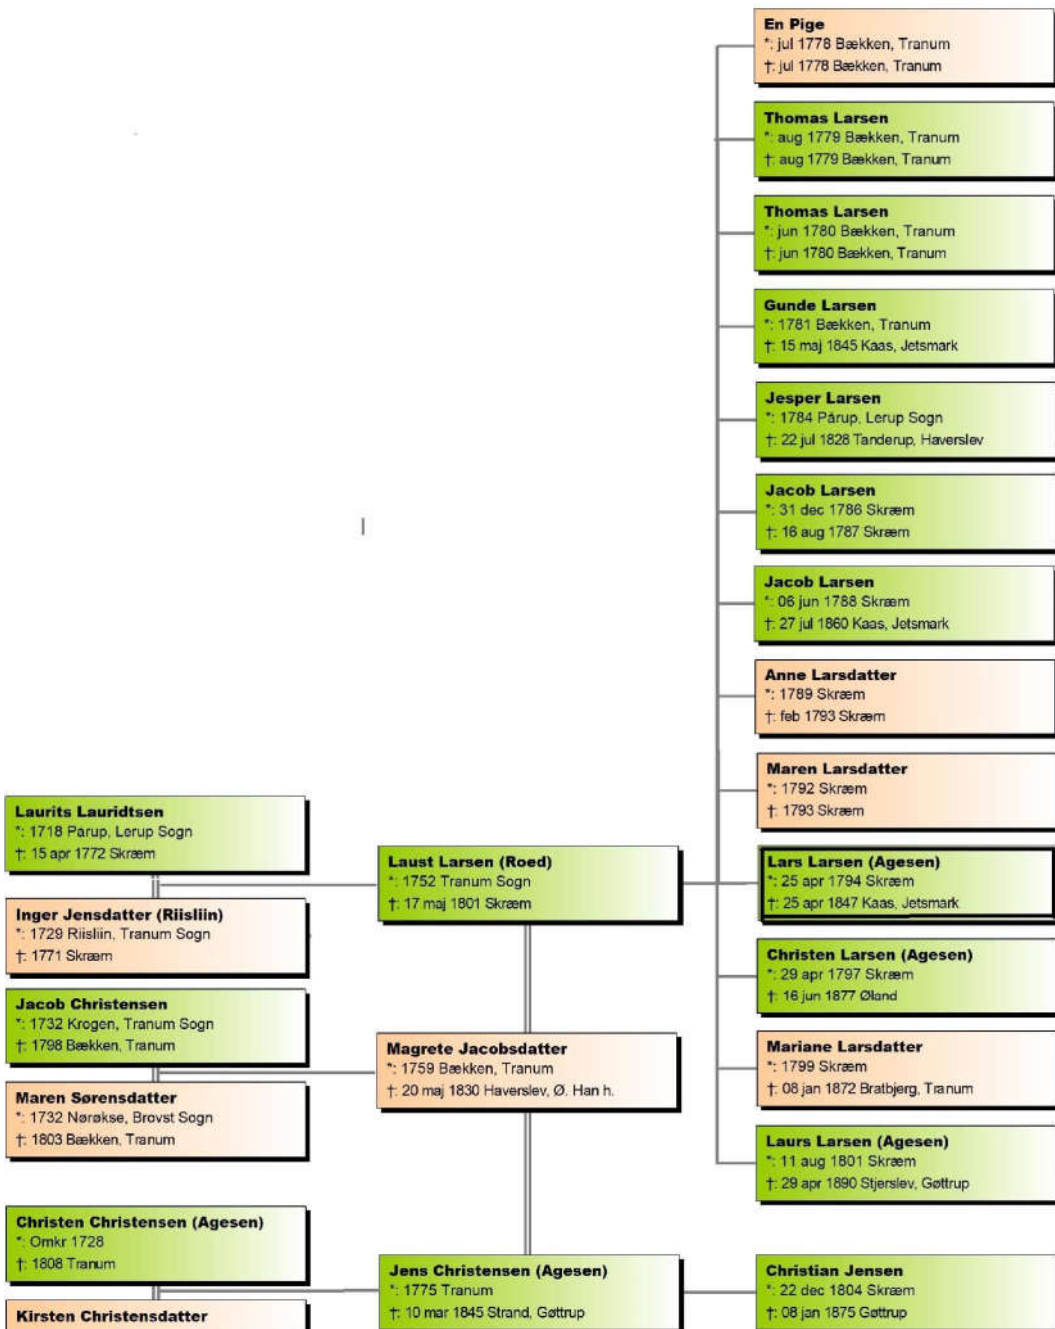 En Pige
*: jul 1778 Bækken, Tranum
†: jul 1778 Bækken, Tranum
Thomas Larsen
*: aug 1779 Bækken, Tranum
†: aug 1779 Bækken, Tranum
Thomas Larsen
*: jun 1780 Bækken, Tranum
†: jun 1780 Bækken, Tranum
Gunde Larsen
*: 1781 Bækken, Tranum
†: 15 maj 1845 Kaas, Jetsmark
Jesper Larsen
*: 1784 Pårup, Lerup Sogn
†: 22 jul 1828 Tanderup, Haverslev
Jacob Larsen
*: 31 dec 1786 Skræm
†: 16 aug 1787 Skræm
Jacob Larsen
*: 06 jun 1788 Skræm
†: 27 jul 1860 Kaas, Jetsmark
Anne Larsdatter
*: 1789 Skræm
†: feb 1793 Skræm
Maren Larsdatter
*: 1792 Skræm
†: 1793 Skræm
Laurits Lauridtsen
*: 1718 Pårup, Lerup Sogn
†: 15 apr 1772 Skræm
Laust Larsen (Roed)
*: 1752 Tranum Sogn
†: 17 maj 1801 Skræm
Lars Larsen (Agesen)
*: 25 apr 1794 Skræm
†: 25 apr 1847 Kaas, Jetsmark
Inger Jensdatter (Riisliin)
*: 1729 Riisliin, Tranum Sogn
†: 1771 Skræm
Christen Larsen (Agesen)
*: 29 apr 1797 Skræm
†: 16 jun 1877 Øland
Jacob Christensen
*: 1732 Krogen, Tranum Sogn
†: 1798 Bækken, Tranum
Magrete Jacobsdatter
*: 1759 Bækken, Tranum
†: 20 maj 1830 Haverslev, Ø. Han h.
Mariane Larsdatter
*: 1799 Skræm
†: 08 jan 1872 Bratbjerg, Tranum
Maren Sørensdatter
*: 1732 Nørøkse, Brovst Sogn
†: 1803 Bækken, Tranum
Laurs Larsen (Agesen)
*: 11 aug 1801 Skræm
†: 29 apr 1890 Stjerslev, Gøttrup
Christen Christensen (Agesen)
*: Omkr 1728
†: 1808 Tranum
Jens Christensen (Agesen)
*: 1775 Tranum
†: 10 mar 1845 Strand, Gøttrup
Christian Jensen
*: 22 dec 1804 Skræm
†: 08 jan 1875 Gøttrup
Kirsten Christensdatter